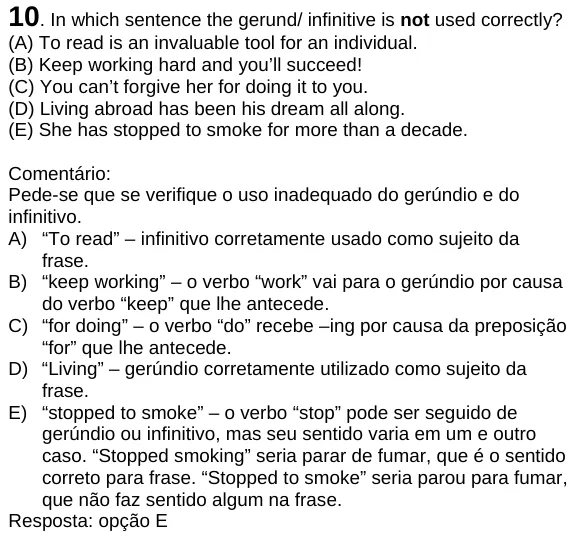 10. In which sentence the gerund/ infinitive is not used correctly?
(A) To read is an invaluable tool for an individual.
(B) Keep working hard and you’ll succeed!
(C) You can’t forgive her for doing it to you.
(D) Living abroad has been his dream all along.
(E) She has stopped to smoke for more than a decade.
Comentário:
Pede-se que se verifique o uso inadequado do gerúndio e do
infinitivo.
A) “To read” – infinitivo corretamente usado como sujeito da
frase.
B) “keep working” – o verbo “work” vai para o gerúndio por causa
do verbo “keep” que lhe antecede.
C) “for doing” – o verbo “do” recebe –ing por causa da preposição
“for” que lhe antecede.
D) “Living” – gerúndio corretamente utilizado como sujeito da
frase.
E) “stopped to smoke” – o verbo “stop” pode ser seguido de
gerúndio ou infinitivo, mas seu sentido varia em um e outro
caso. “Stopped smoking” seria parar de fumar, que é o sentido
correto para frase. “Stopped to smoke” seria parou para fumar,
que não faz sentido algum na frase.
Resposta: opção E